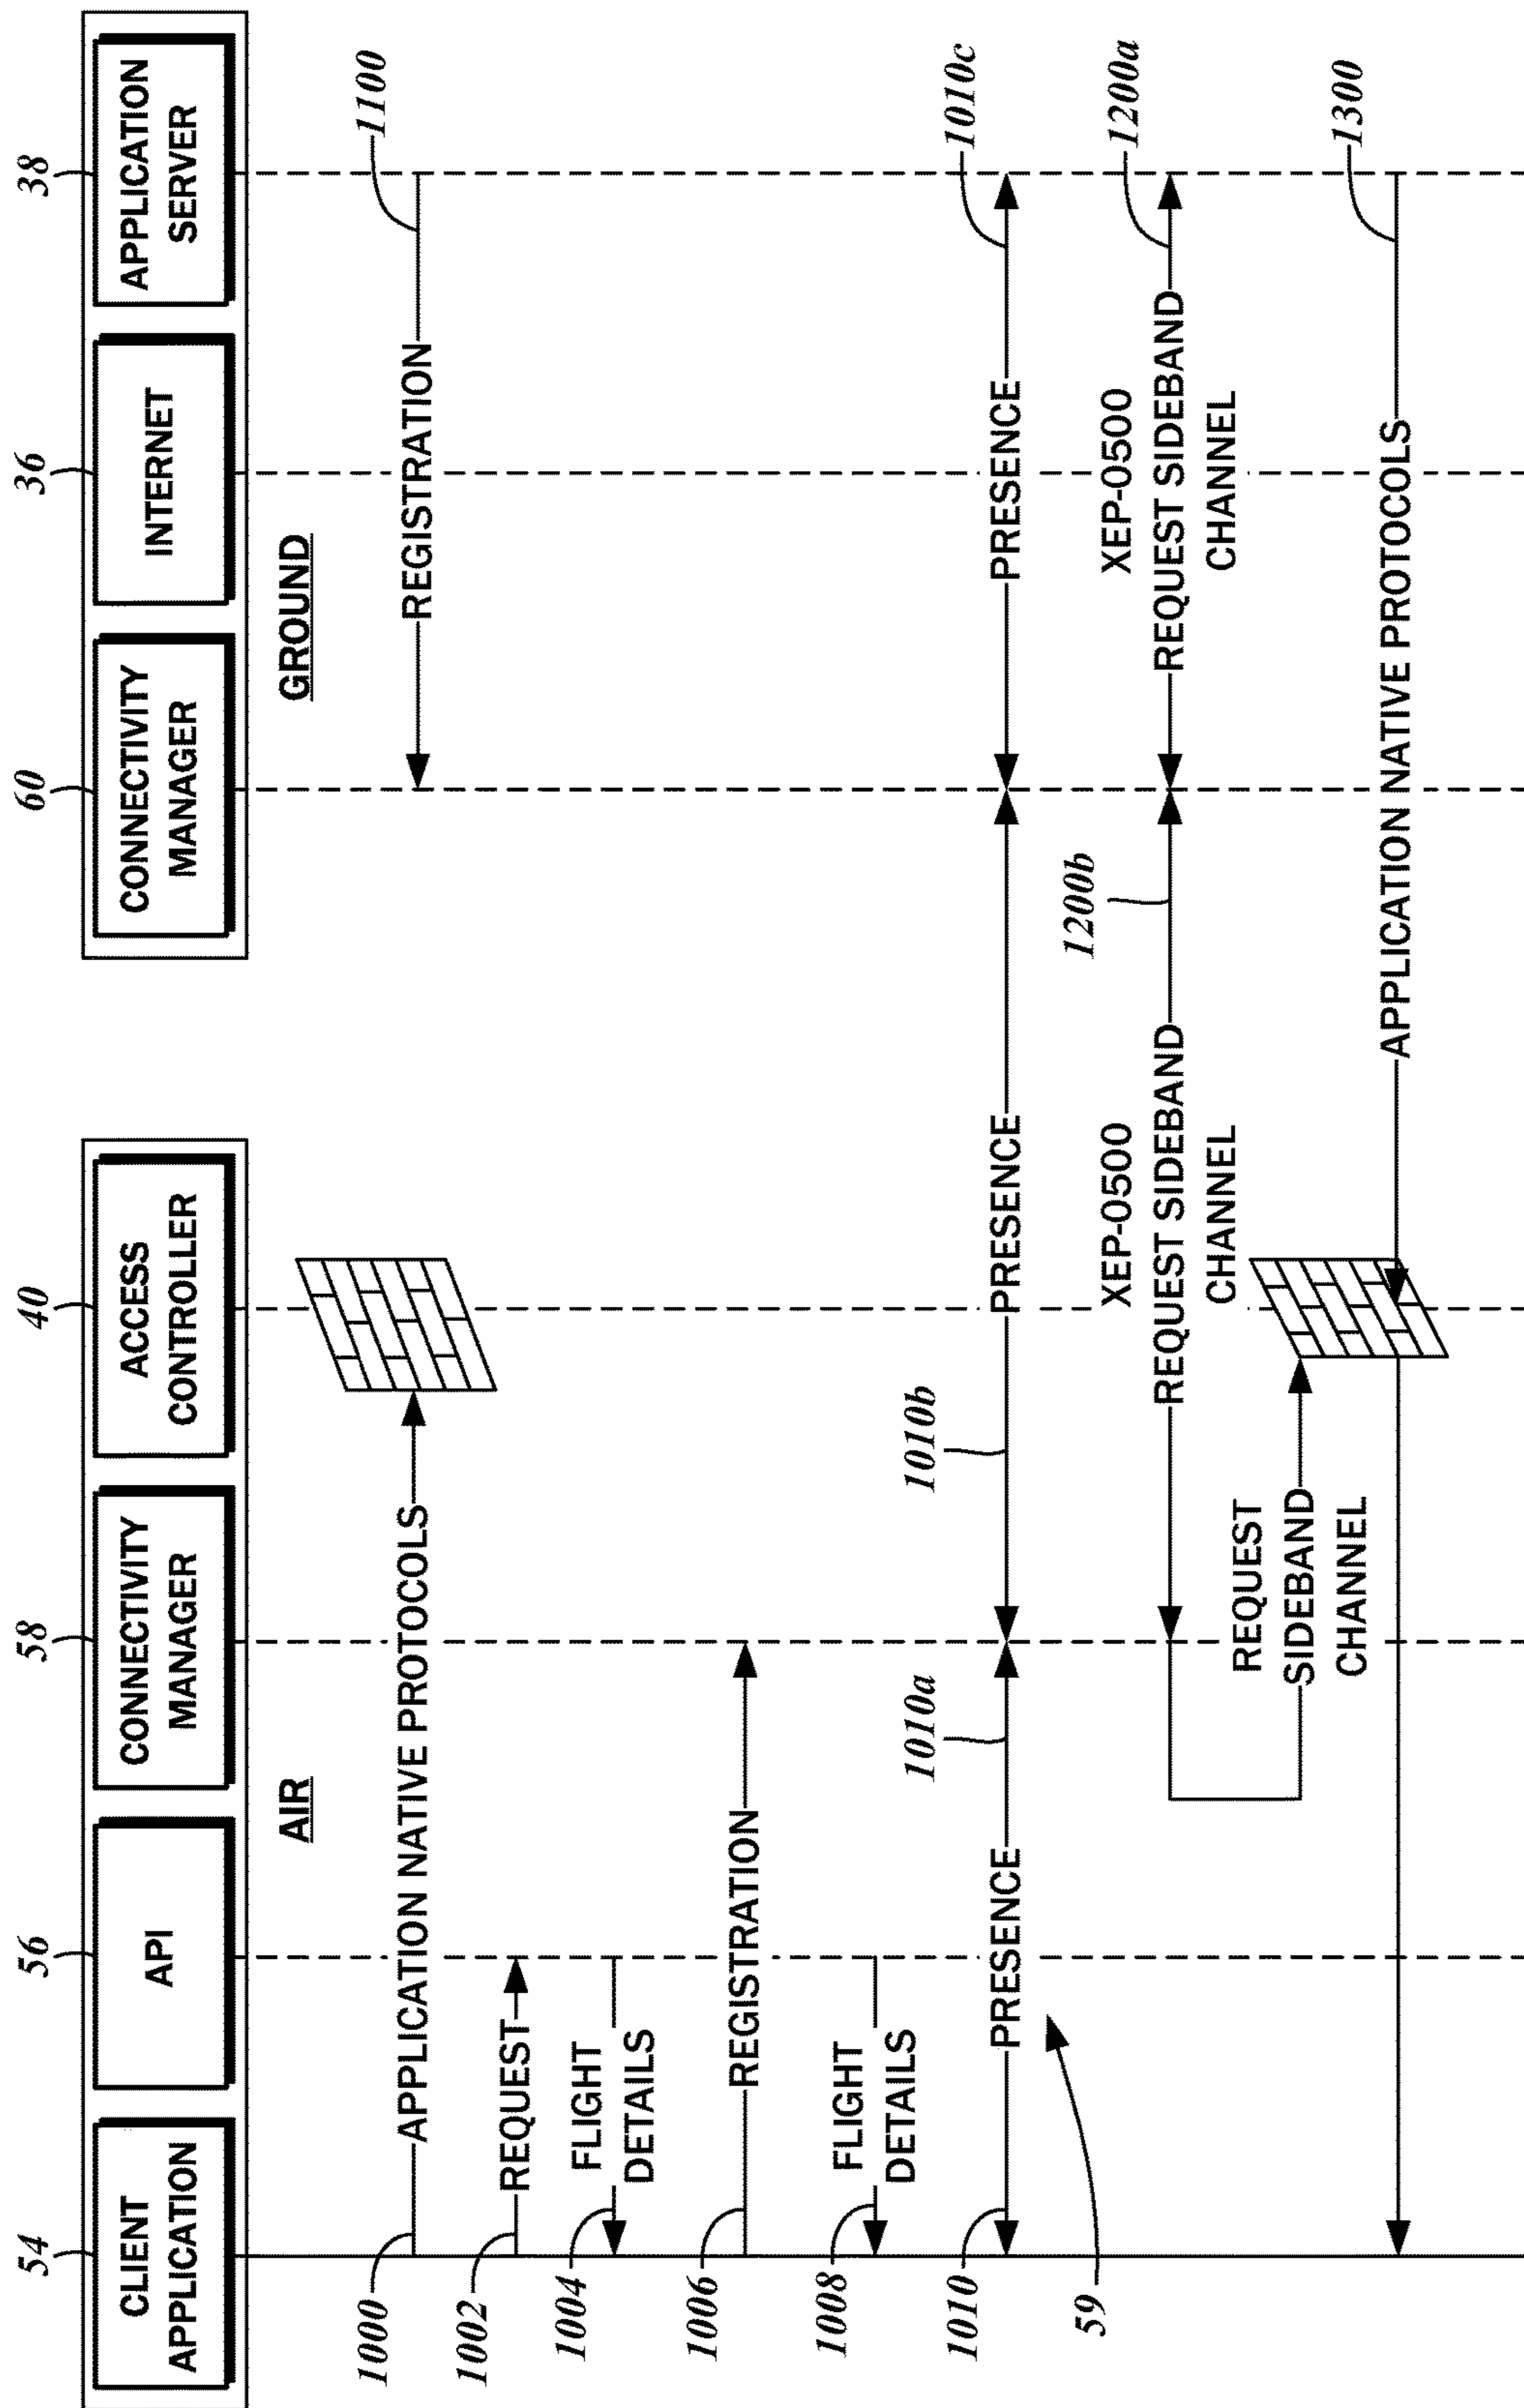 54
56
58
40
60
36
38
CLIENT
APPLICATION
API
CONNECTIVITY
MANAGER
ACCESS
CONTROLLER
CONNECTIVITY
MANAGER
INTERNET
APPLICATION
SERVER
AIR
GROUND
1000
APPLICATION NATIVE PROTOCOLS
REGISTRATION
1100
1002
REQUEST
1004
FLIGHT
DETAILS
1006
REGISTRATION
1008
FLIGHT
DETAILS
1010a
1010b
1010c
1010
PRESENCE
PRESENCE
PRESENCE
59
1200b
1200a
XEP-0500
REQUEST SIDEBAND
CHANNEL
XEP-0500
REQUEST SIDEBAND
CHANNEL
REQUEST
SIDEBAND
CHANNEL
APPLICATION NATIVE PROTOCOLS
1300